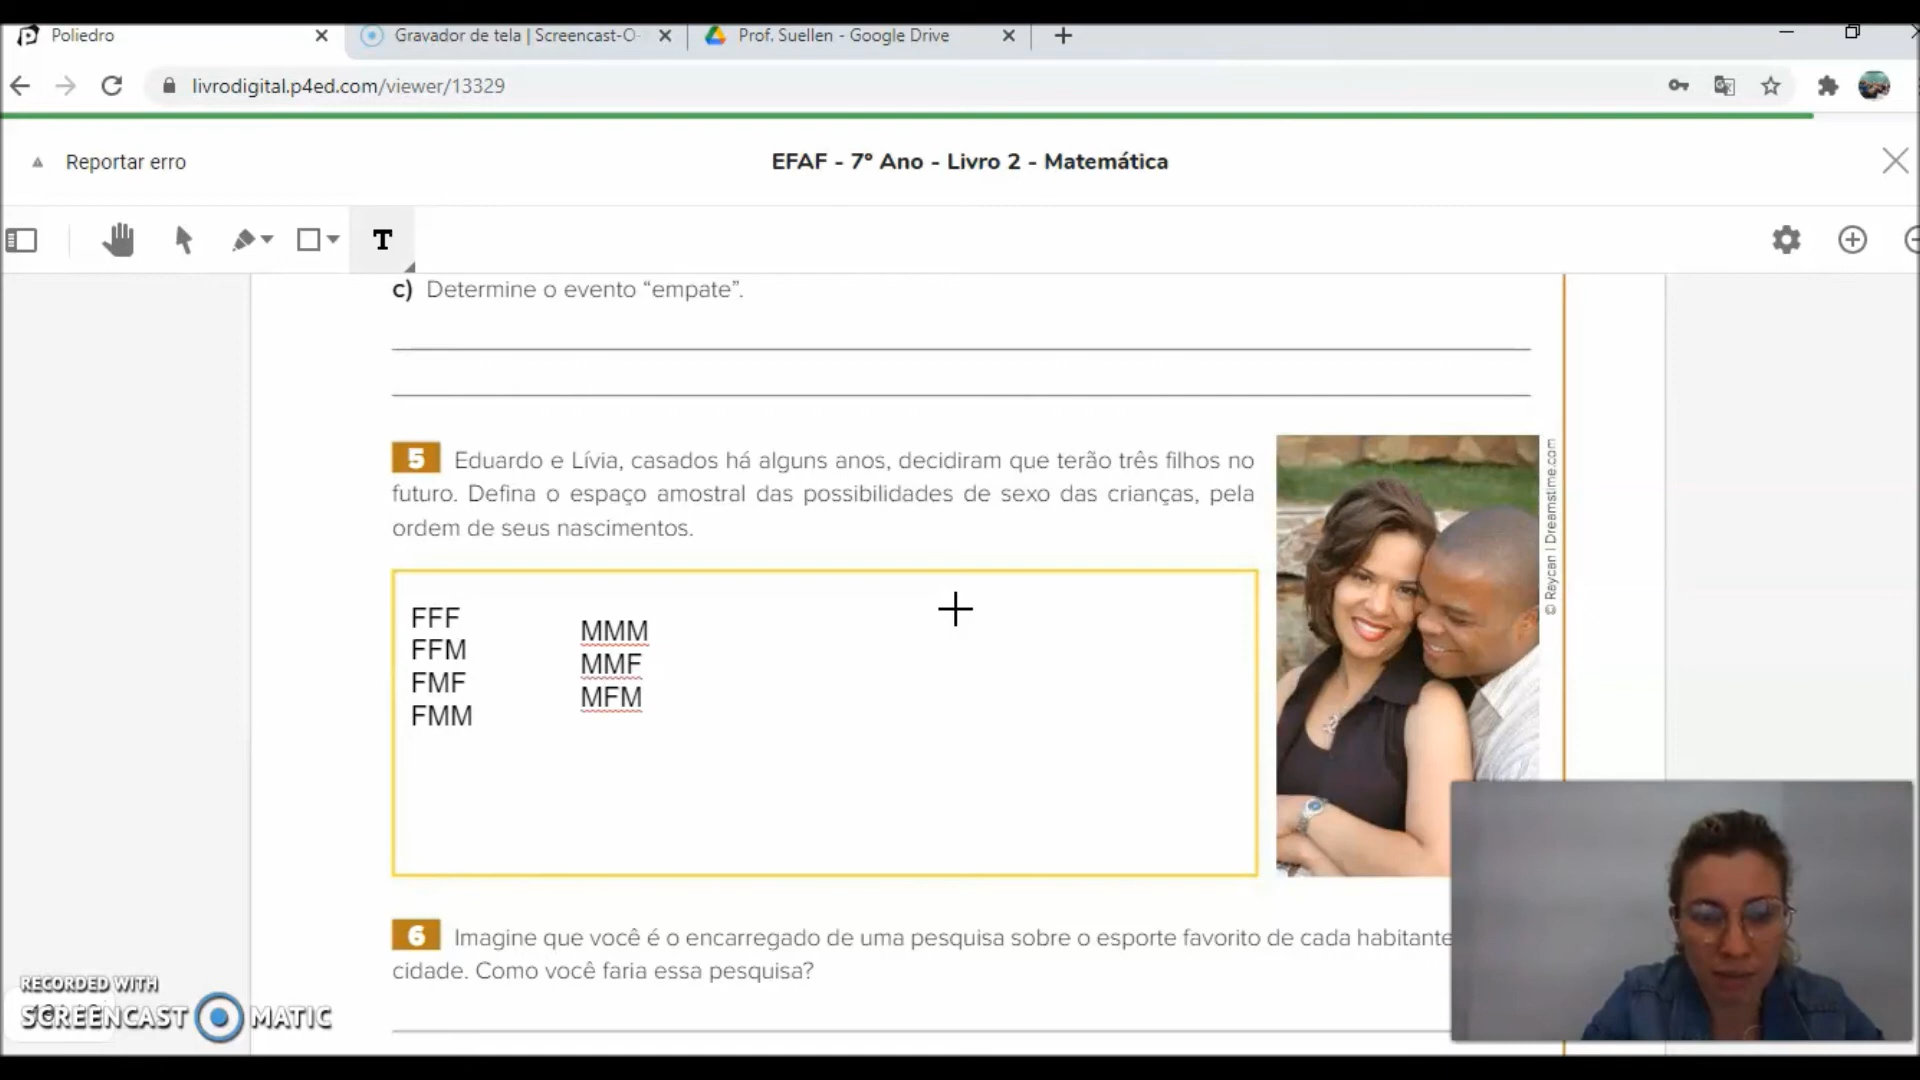 Poliedro
Gravador de tela | Screencast-O-
Prof. Suellen - Google Drive
livrodigital.p4ed.com/viewer/13329
Reportar erro
EFAF - 7º Ano - Livro 2 - Matemática
T
c) Determine o evento “empate”.
5 Eduardo e Lívia, casados há alguns anos, decidiram que terão três filhos no
futuro. Defina o espaço amostral das possibilidades de sexo das crianças, pela
ordem de seus nascimentos.
© Raycan | Dreamstime.com
FFF
FFM
FMF
FMM
MMM
MMF
MFM
6 Imagine que você é o encarregado de uma pesquisa sobre o esporte favorito de cada habitante
cidade. Como você faria essa pesquisa?
RECORDED WITH
SCREENCAST MATIC